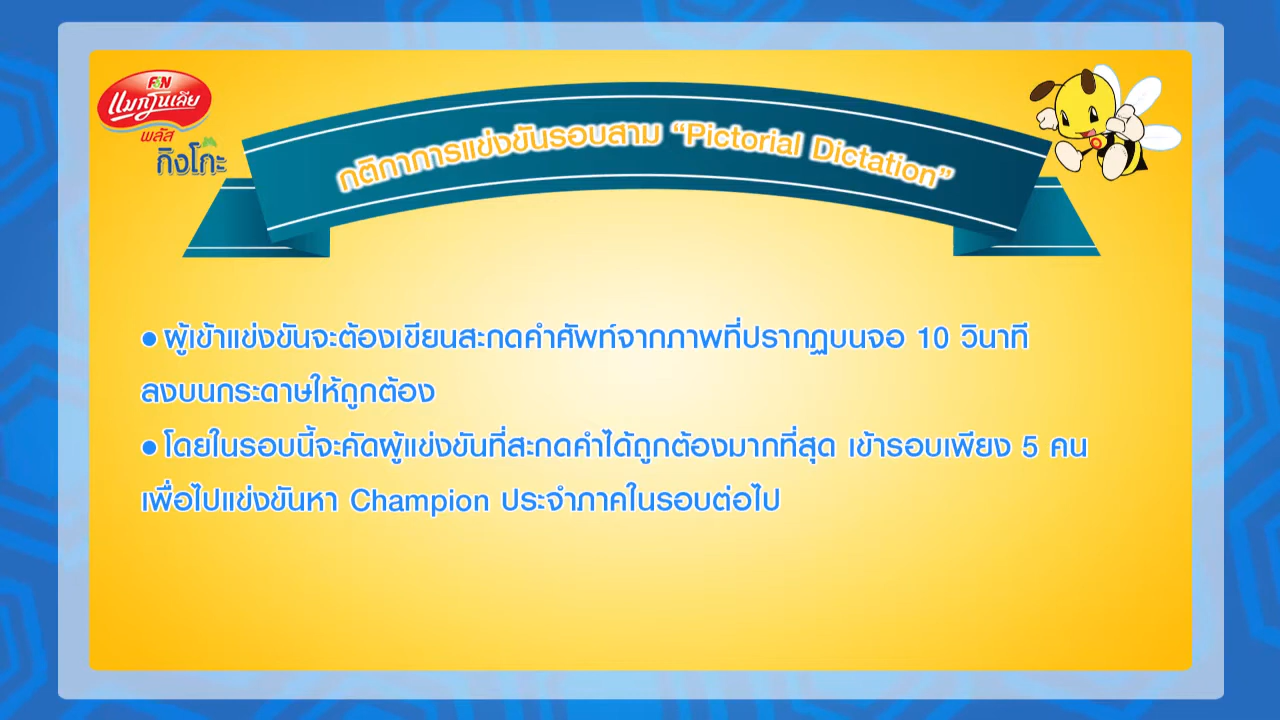 F&N
แมกโนเลีย
พลัส
กิงโกะ
กติกาการแข่งขันรอบสาม “Pictorial Dictation”
● ผู้เข้าแข่งขันจะต้องเขียนสะกดคำศัพท์จากภาพที่ปรากฏบนจอ 10 วินาที
ลงบนกระดาษให้ถูกต้อง
● โดยในรอบนี้จะคัดผู้แข่งขันที่สะกดคำได้ถูกต้องมากที่สุด เข้ารอบเพียง 5 คน
เพื่อไปแข่งขันหา Champion ประจำภาคในรอบต่อไป